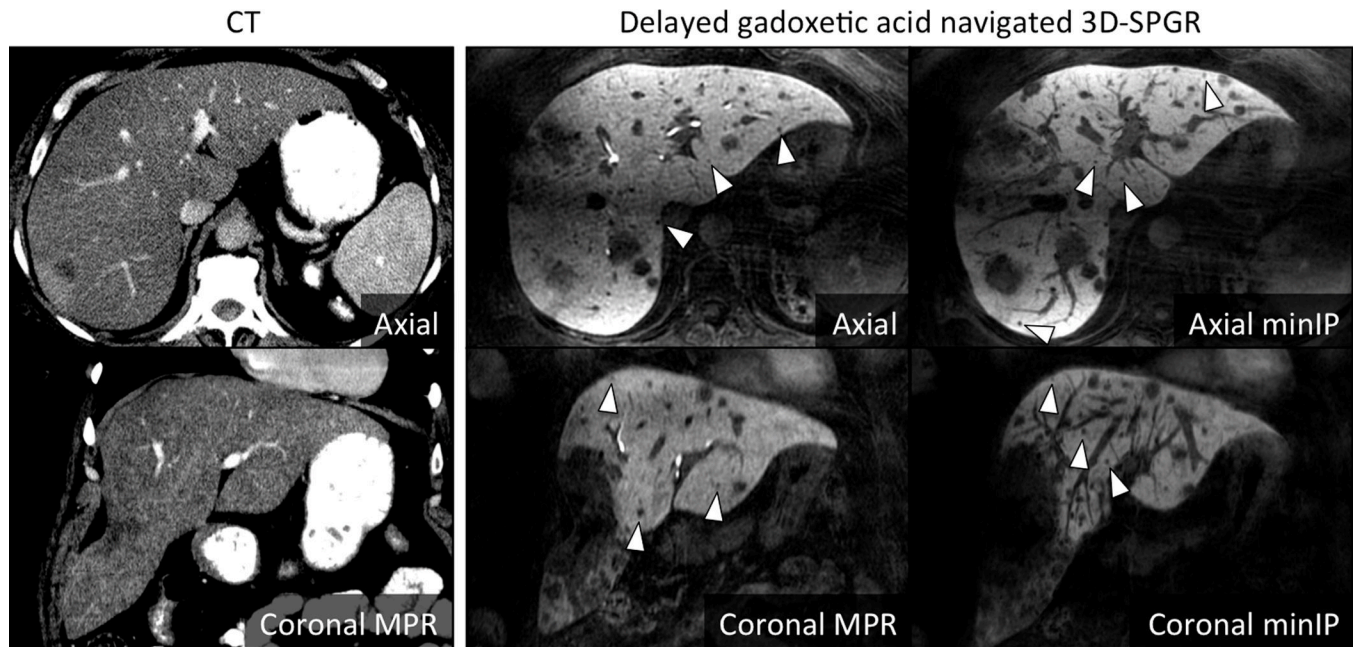 CT
Delayed gadoxetic acid navigated 3D-SPGR
Axial
Axial
Axial minIP
Coronal MPR
Coronal MPR
Coronal minIP